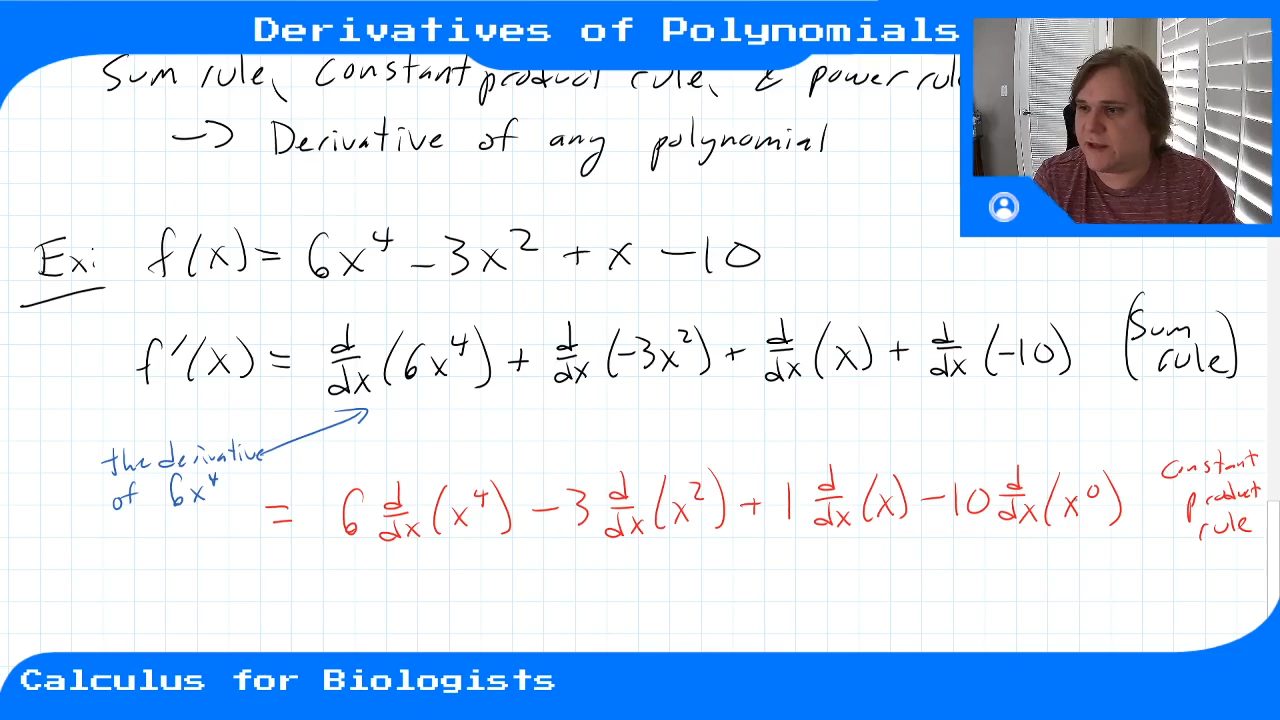 Derivatives of Polynomials
Sum rule, Constant product rule, & power rule
→ Derivative of any polynomial
Ex: f(x) = 6x⁴ - 3x² + x - 10
f'(x) = d/dx (6x⁴) + d/dx (-3x²) + d/dx (x) + d/dx (-10) (Sum rule)
the derivative
of 6x⁴
= 6 d/dx (x⁴) - 3 d/dx (x²) + 1 d/dx (x) - 10 d/dx (x⁰)
constant
product
rule
Calculus for Biologists